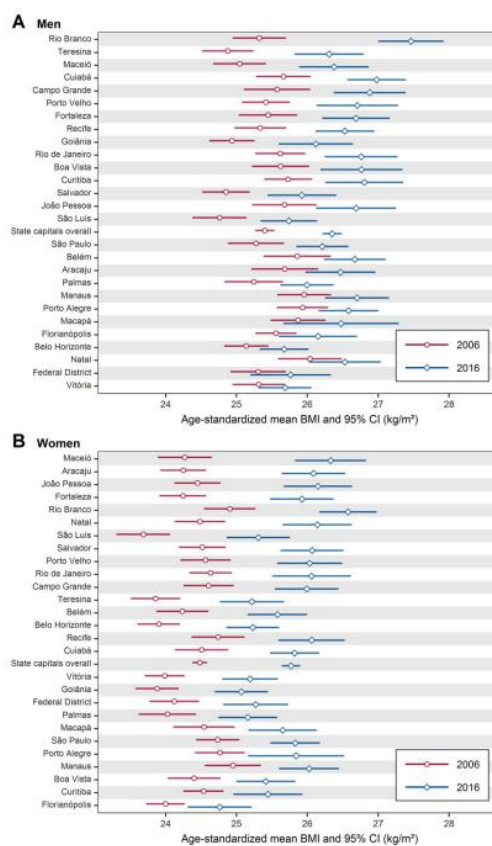 A Men
Rio Branco
Teresina
Maceió
Cuiabá
Campo Grande
Porto Velho
Fortaleza
Recife
Goiânia
Rio de Janeiro
Boa Vista
Curitiba
Salvador
João Pessoa
São Luís
State capitals overall
São Paulo
Belém
Aracaju
Palmas
Manaus
Porto Alegre
Macapá
Florianópolis
Belo Horizonte
Natal
Federal District
Vitória
2006
2016
24 25 26 27 28
Age-standardized mean BMI and 95% CI (kg/m²)
B Women
Maceió
Aracaju
João Pessoa
Fortaleza
Rio Branco
Natal
São Luís
Salvador
Porto Velho
Rio de Janeiro
Campo Grande
Teresina
Belém
Belo Horizonte
Recife
Cuiabá
State capitals overall
Vitória
Goiânia
Federal District
Palmas
Macapá
São Paulo
Porto Alegre
Manaus
Boa Vista
Curitiba
Florianópolis
2006
2016
24 25 26 27 28
Age-standardized mean BMI and 95% CI (kg/m²)